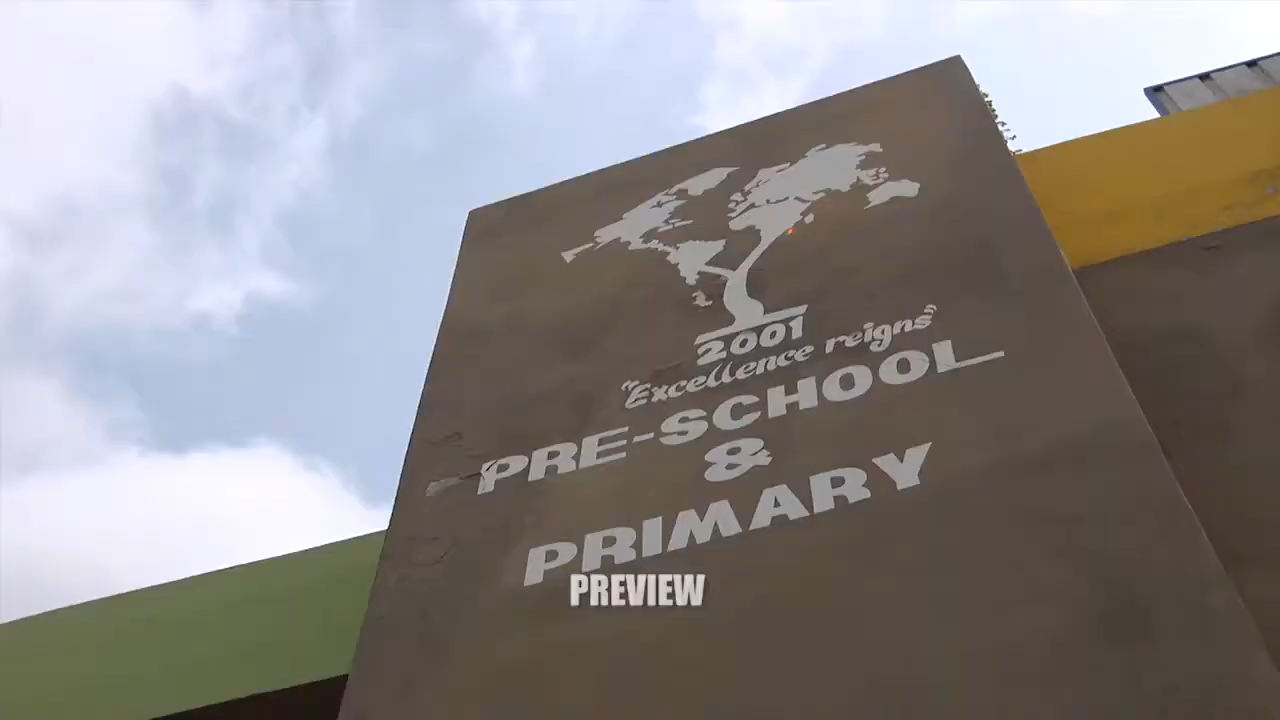 2001
"Excellence reigns"
PRE-SCHOOL
&
PRIMARY
PREVIEW